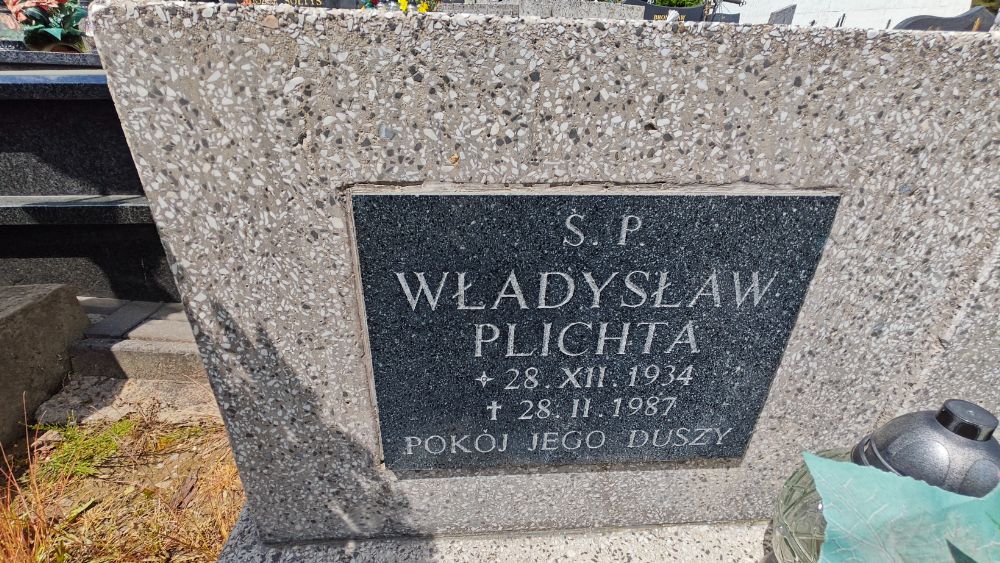 Ś. P.
WŁADYSŁAW
PLICHTA
✧ 28. XII. 1934
✝ 28. II. 1987
POKÓJ JEGO DUSZY